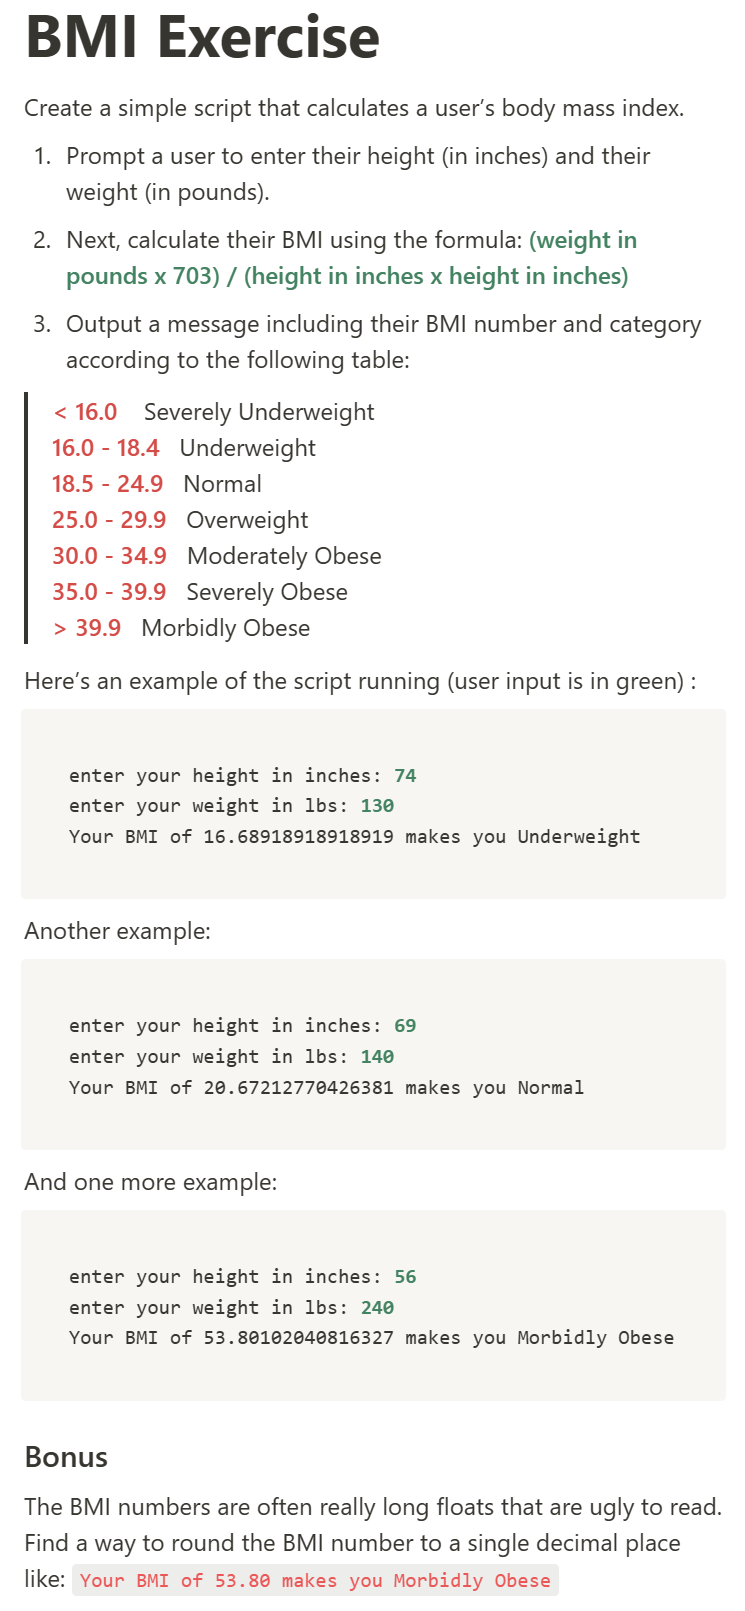 BMI Exercise
Create a simple script that calculates a user’s body mass index.
1. Prompt a user to enter their height (in inches) and their
weight (in pounds).
2. Next, calculate their BMI using the formula: (weight in
pounds x 703) / (height in inches x height in inches)
3. Output a message including their BMI number and category
according to the following table:
< 16.0 Severely Underweight
16.0 - 18.4 Underweight
18.5 - 24.9 Normal
25.0 - 29.9 Overweight
30.0 - 34.9 Moderately Obese
35.0 - 39.9 Severely Obese
> 39.9 Morbidly Obese
Here’s an example of the script running (user input is in green) :
enter your height in inches: 74
enter your weight in lbs: 130
Your BMI of 16.68918918918919 makes you Underweight
Another example:
enter your height in inches: 69
enter your weight in lbs: 140
Your BMI of 20.67212770426381 makes you Normal
And one more example:
enter your height in inches: 56
enter your weight in lbs: 240
Your BMI of 53.80102040816327 makes you Morbidly Obese
Bonus
The BMI numbers are often really long floats that are ugly to read.
Find a way to round the BMI number to a single decimal place
like: Your BMI of 53.80 makes you Morbidly Obese